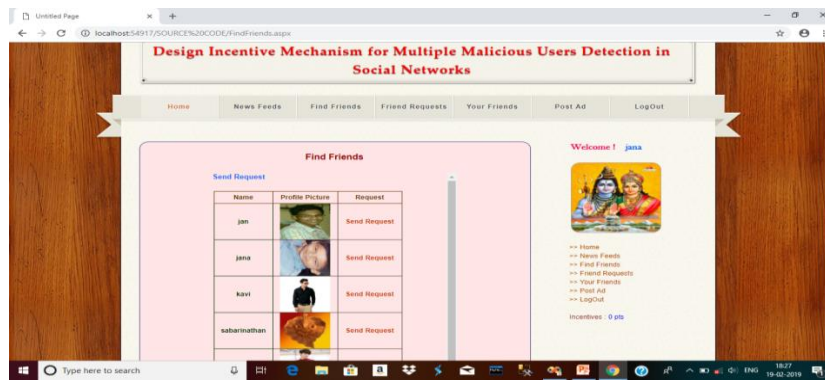 Untitled Page
localhost:54917/SOURCE%20CODE/FindFriends.aspx
Design Incentive Mechanism for Multiple Malicious Users Detection in
Social Networks
Home News Feeds Find Friends Friend Requests Your Friends Post Ad LogOut
Find Friends
Send Request
Name Profile Picture Request
jan Send Request
jana Send Request
kavi Send Request
sabarinathan Send Request
Welcome ! jana
>> Home
>> News Feeds
>> Find Friends
>> Friend Requests
>> Your Friends
>> Post Ad
>> LogOut
Incentives : 0 pts
Type here to search
ENG
18:27
19-02-2019